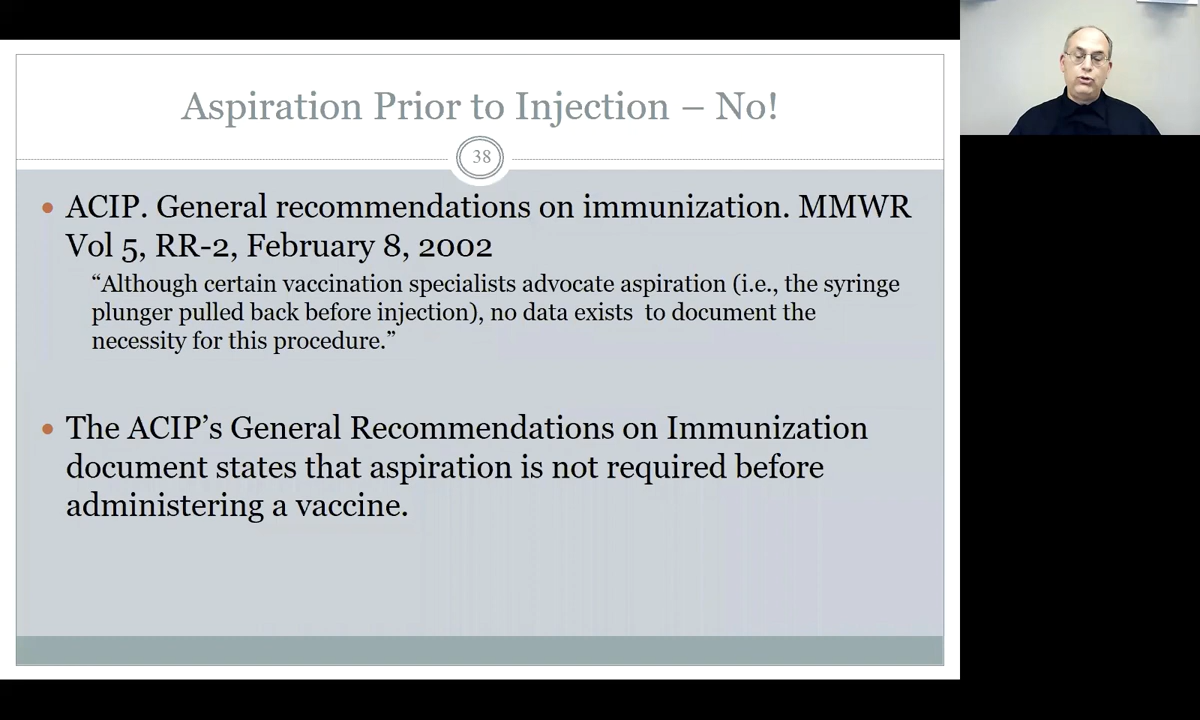 Aspiration Prior to Injection – No!
38
• ACIP. General recommendations on immunization. MMWR
Vol 5, RR-2, February 8, 2002
“Although certain vaccination specialists advocate aspiration (i.e., the syringe
plunger pulled back before injection), no data exists to document the
necessity for this procedure.”
• The ACIP’s General Recommendations on Immunization
document states that aspiration is not required before
administering a vaccine.